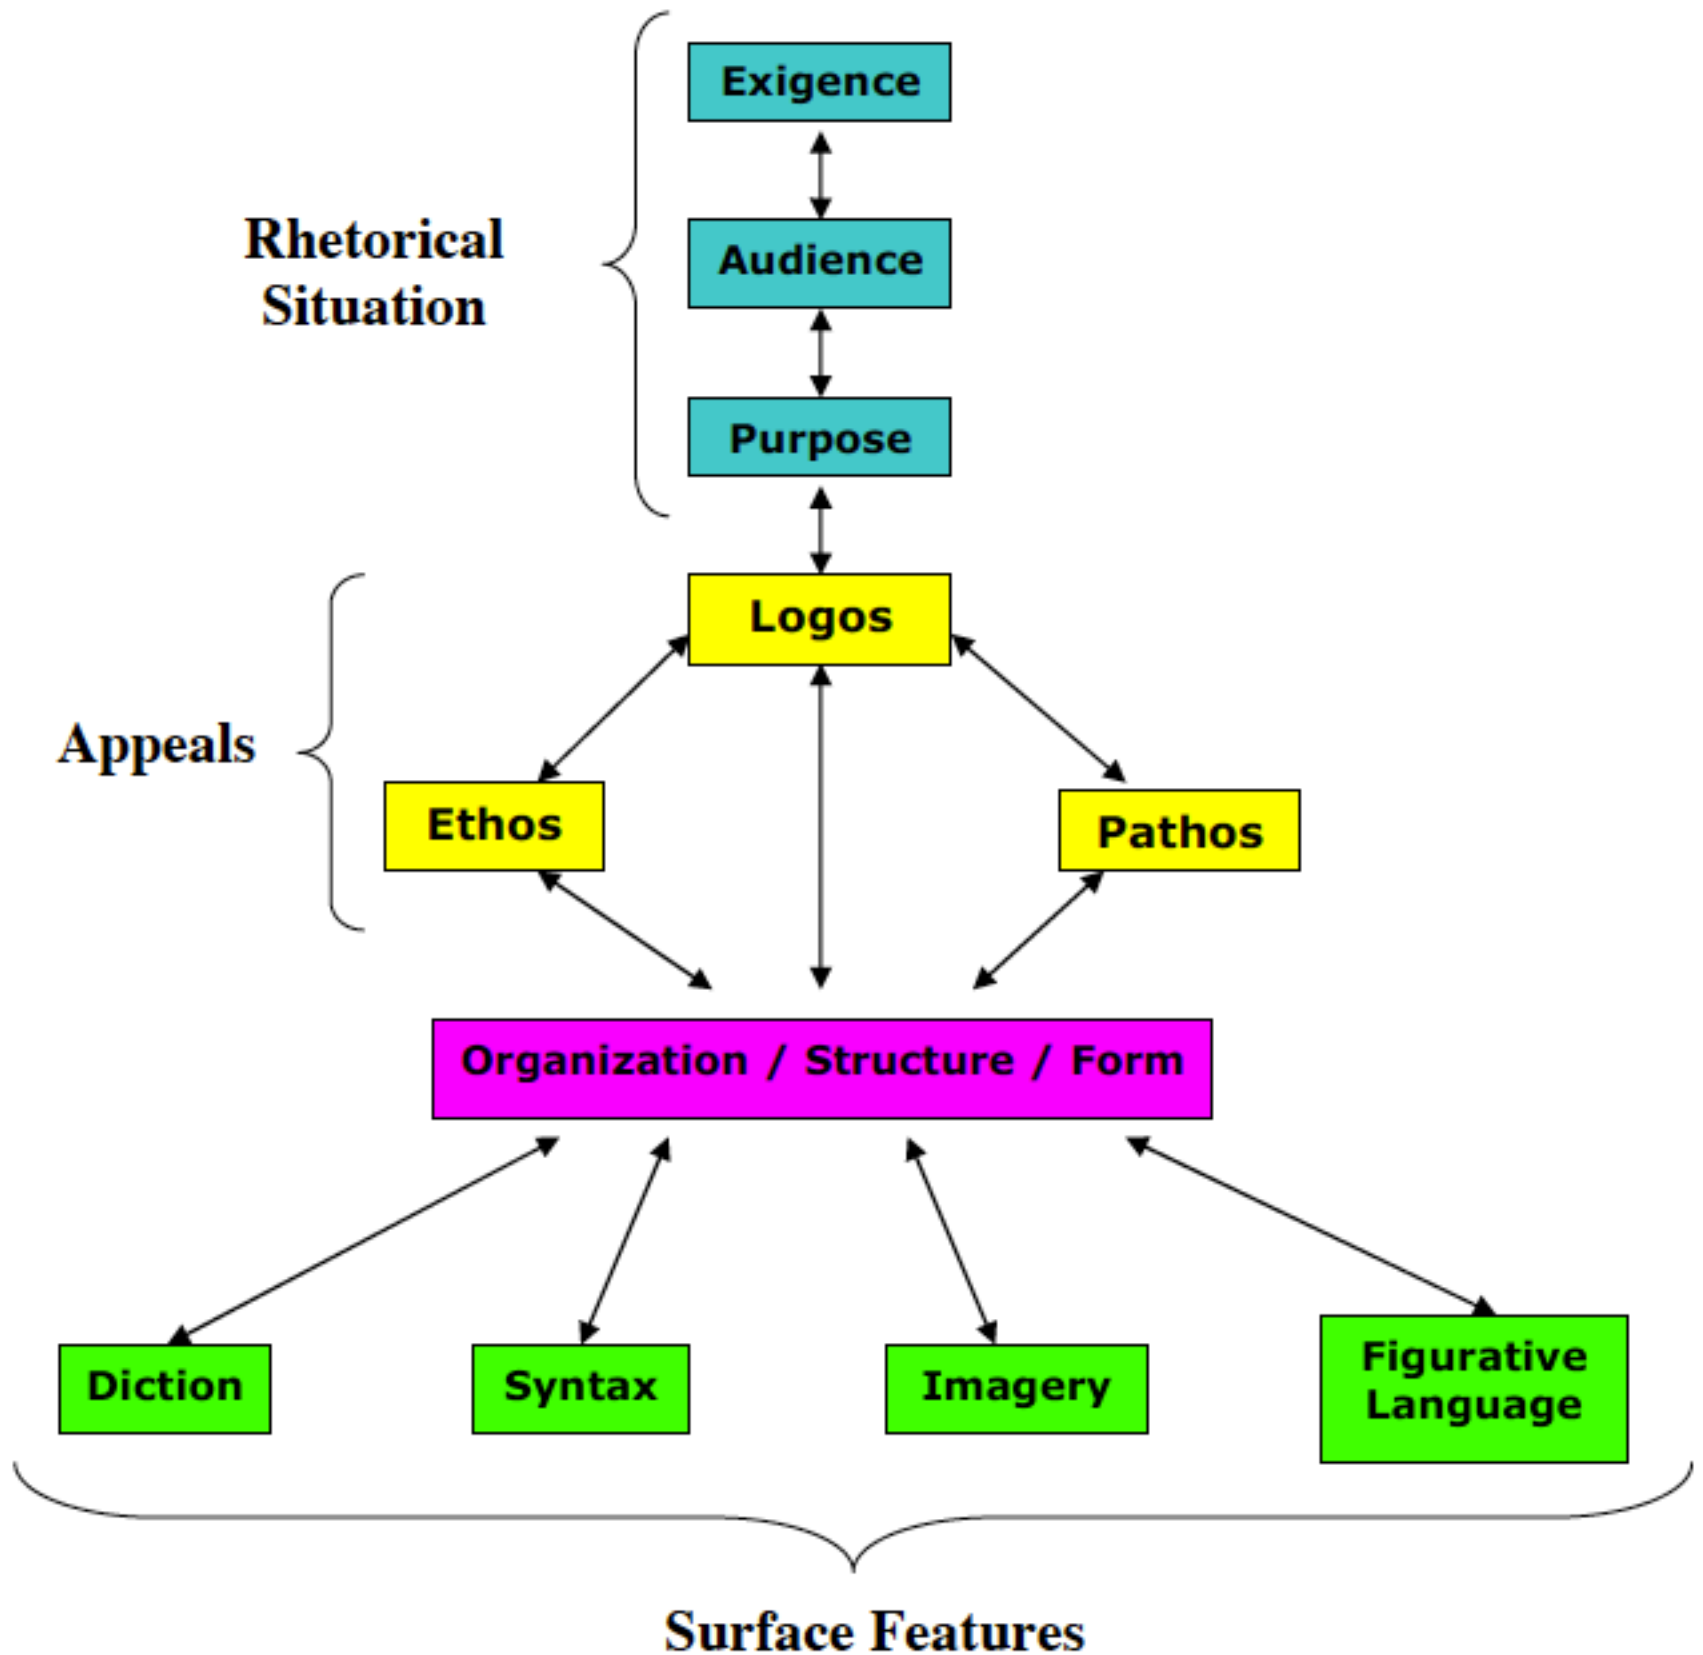 Exigence
Rhetorical
Situation
Audience
Purpose
Logos
Appeals
Ethos
Pathos
Organization / Structure / Form
Diction
Syntax
Imagery
Figurative
Language
Surface Features